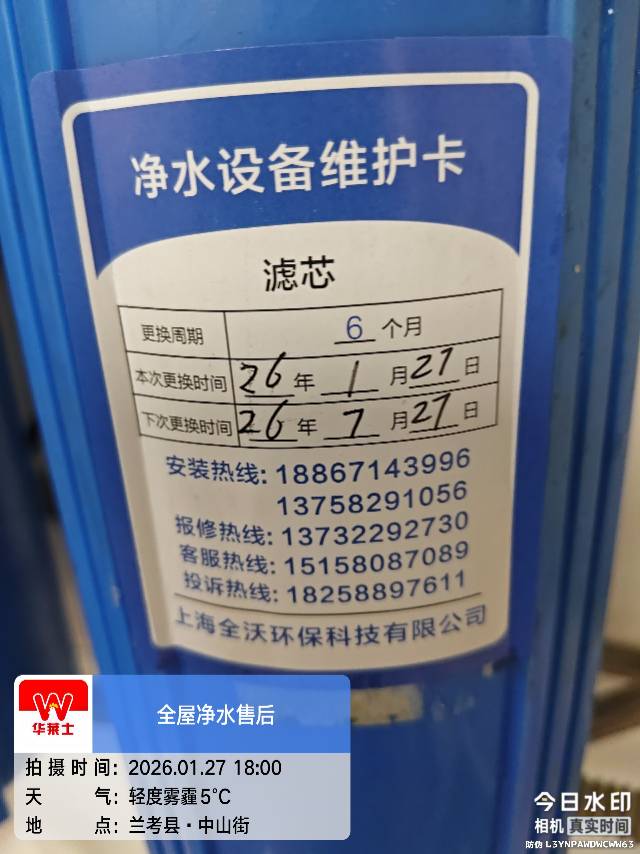 净水设备维护卡
滤芯
更换周期 6 个月
本次更换时间 26 年 1 月 27 日
下次更换时间 26 年 7 月 27 日
安装热线: 18867143996
13758291056
报修热线: 13732292730
客服热线: 15158087089
投诉热线: 18258897611
上海全沃环保科技有限公司
华莱士
全屋净水售后
拍摄时间: 2026.01.27 18:00
天气: 轻度雾霾 5℃
地点: 兰考县·中山街
今日水印
相机 真实时间
防伪 L3YNPAWDWCWW63